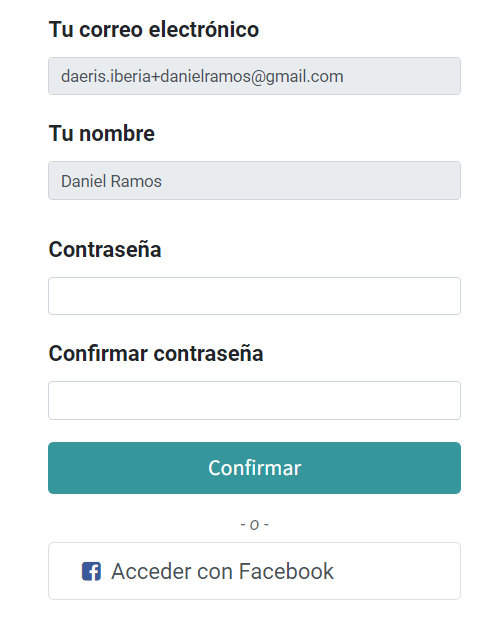 Tu correo electrónico
daeris.iberia+danielramos@gmail.com
Tu nombre
Daniel Ramos
Contraseña
Confirmar contraseña
Confirmar
- o -
Acceder con Facebook